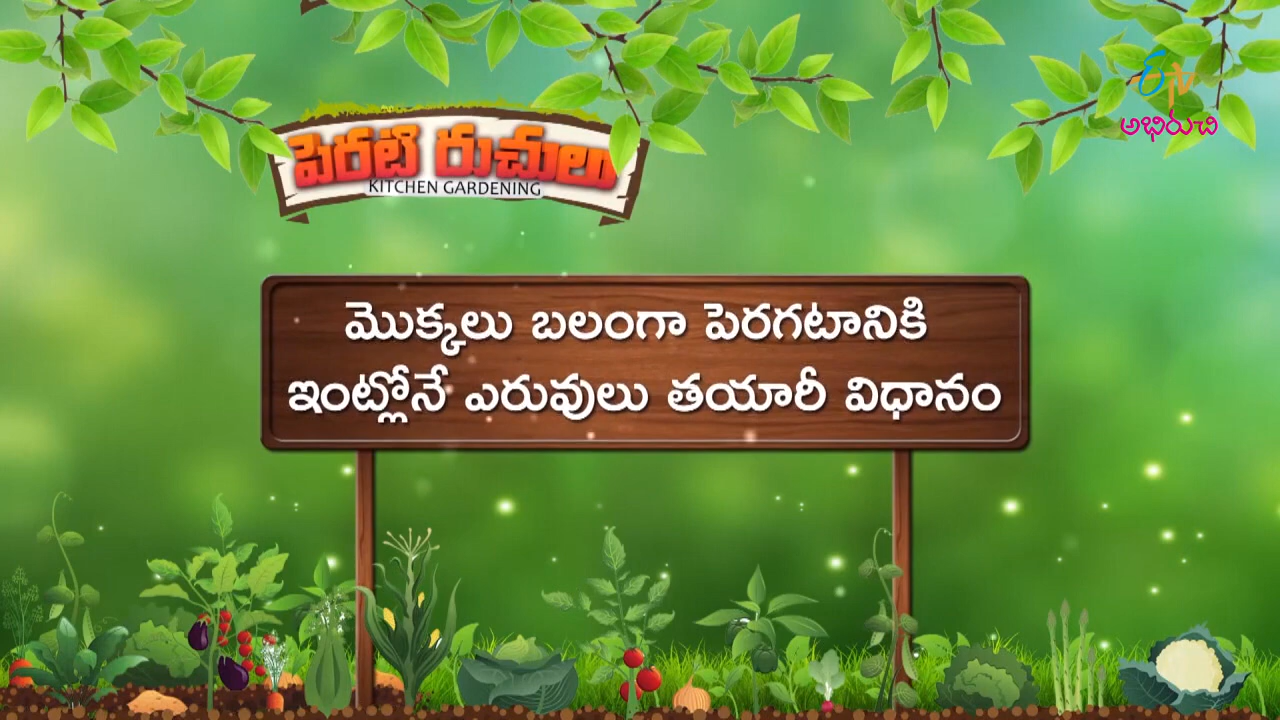 ETV
అభిరుచి
పెరటి రుచులు
KITCHEN GARDENING
మొక్కలు బలంగా పెరగటానికి
ఇంట్లోనే ఎరువులు తయారీ విధానం